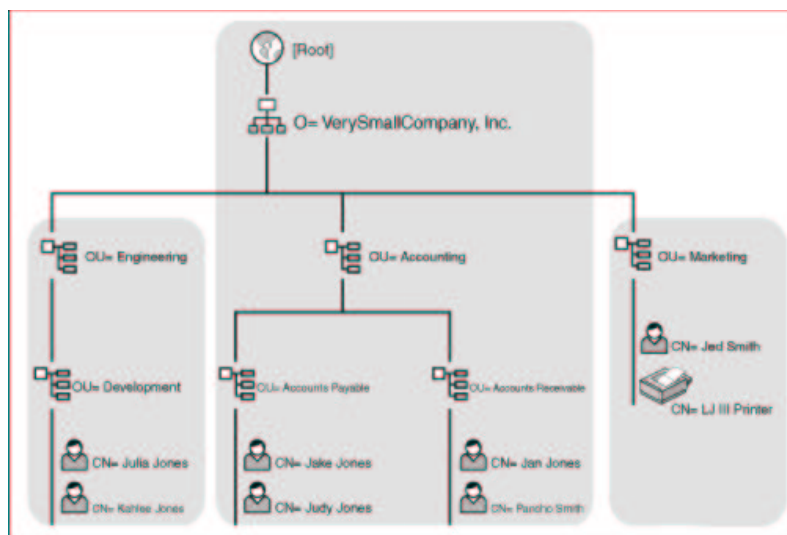 [Root]
O= VerySmallCompany, Inc.
OU= Engineering
OU= Accounting
OU= Marketing
CN= Jed Smith
CN= LJ III Printer
OU= Development
OU= Accounts Payable
OU= Accounts Receivable
CN= Julia Jones
CN= Jake Jones
CN= Jan Jones
CN= Jones
CN= Judy Jones
CN= Pancho Smith